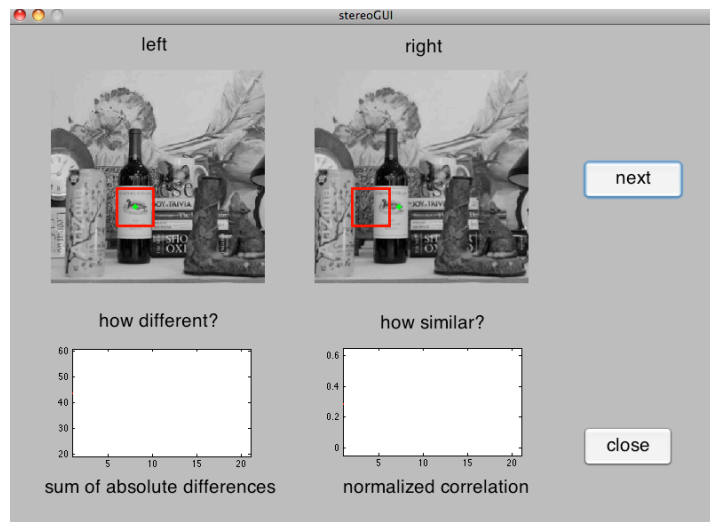 stereoGUI
left
right
next
how different?
how similar?
60
50
40
30
20
5
10
15
20
0.6
0.4
0.2
0
5
10
15
20
close
sum of absolute differences
normalized correlation